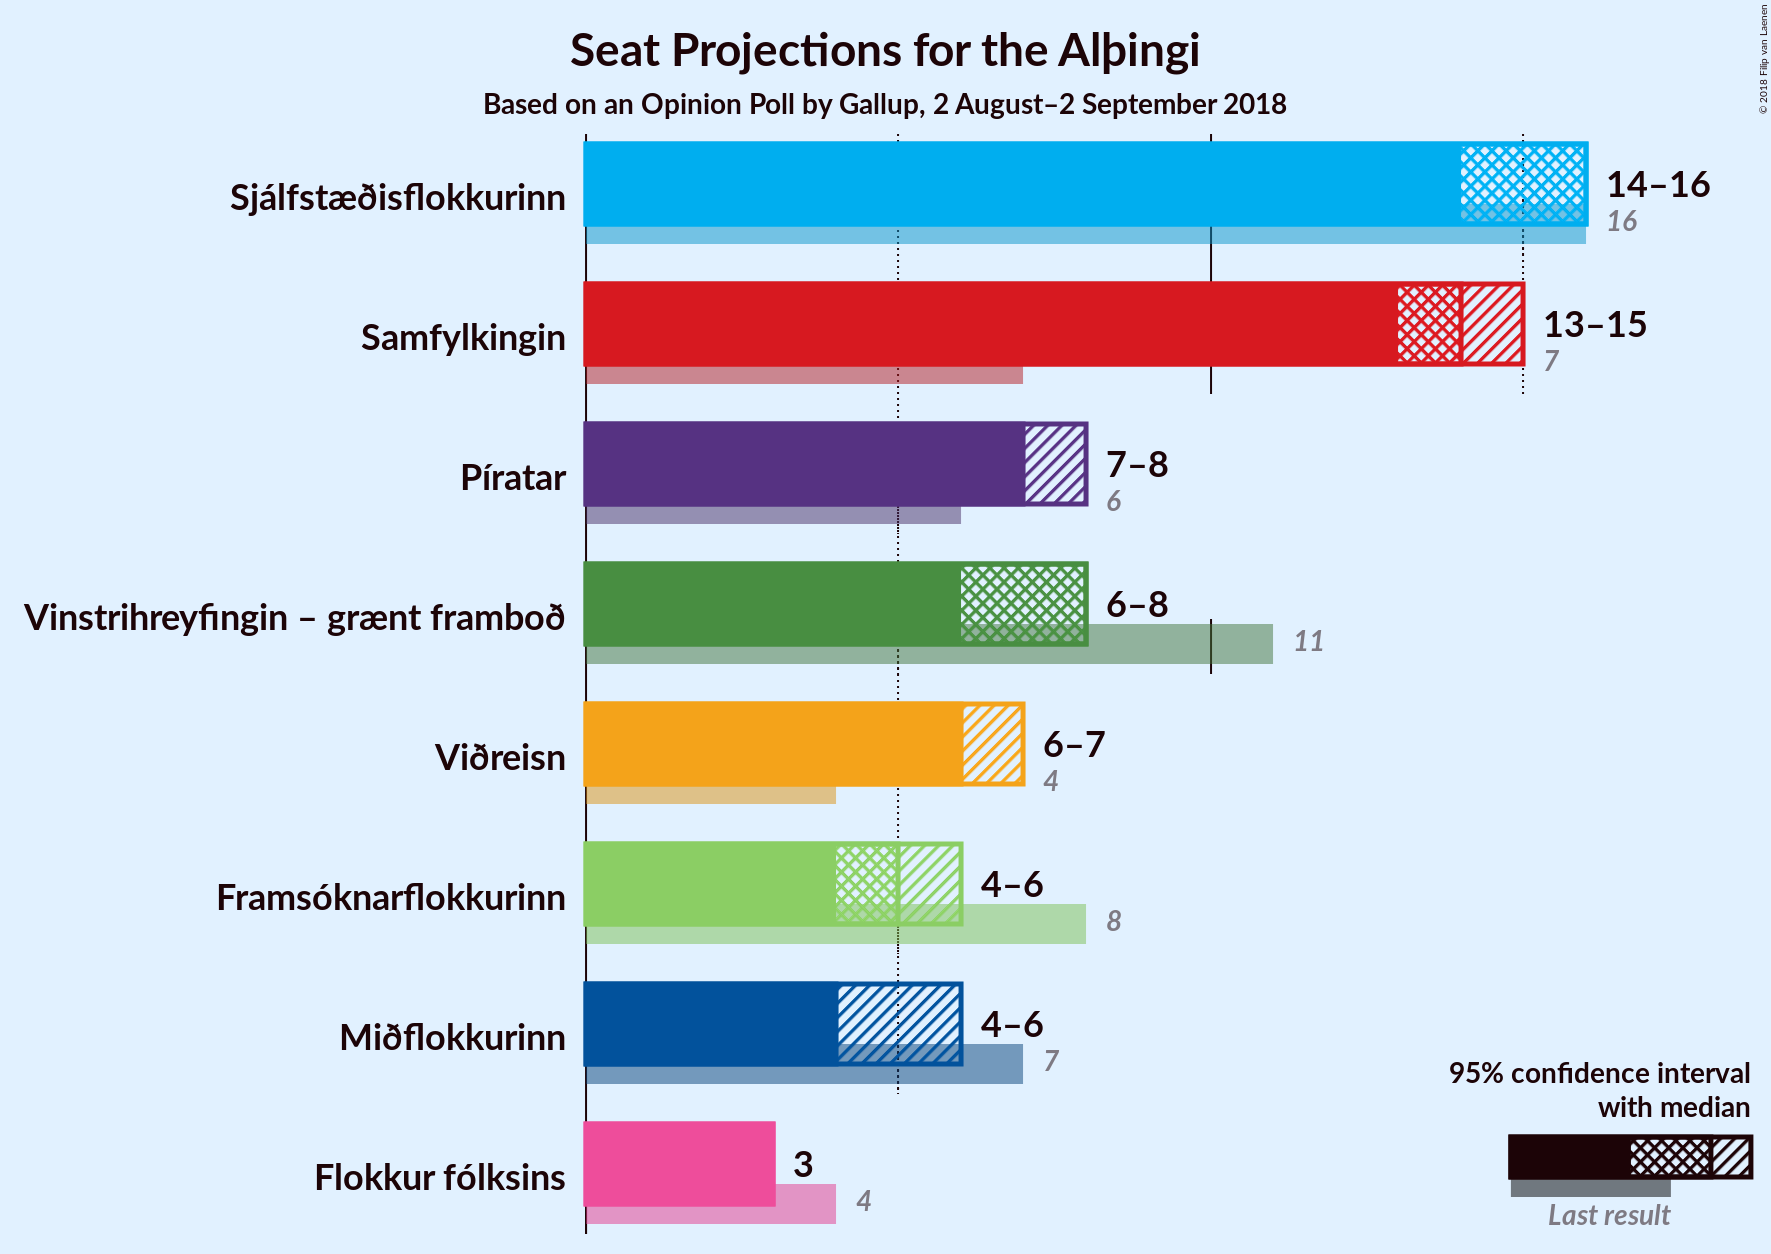 Seat Projections for the Alþingi
Based on an Opinion Poll by Gallup, 2 August–2 September 2018
© 2018 Filip van Laenen
Sjálfstæðisflokkurinn
14–16
16
Samfylkingin
13–15
7
Píratar
7–8
6
Vinstrihreyfingin – grænt framboð
6–8
11
Viðreisn
6–7
4
Framsóknarflokkurinn
4–6
8
Miðflokkurinn
4–6
7
Flokkur fólksins
3
4
95% confidence interval
with median
Last result